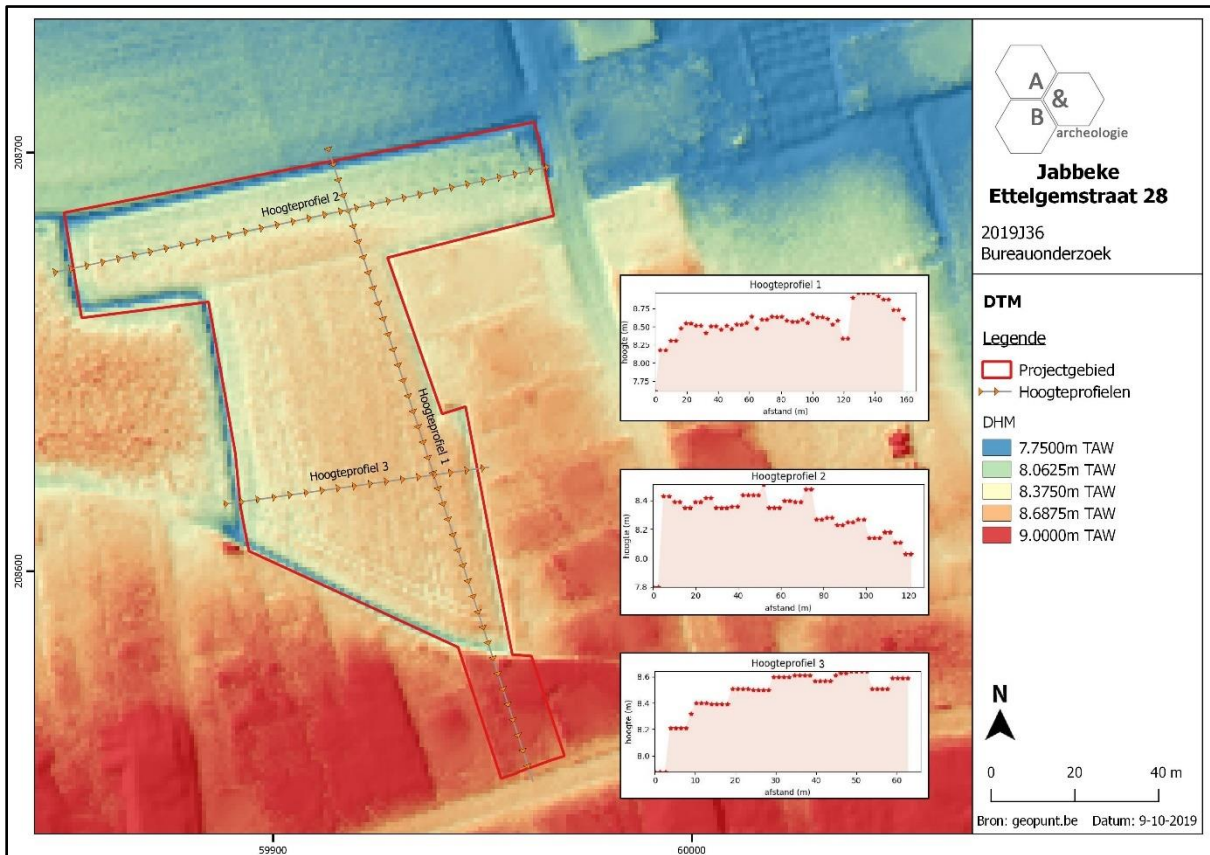 208700
208600
59900
60000
Hoogteprofiel 2
Hoogteprofiel 1
Hoogteprofiel 3
Hoogteprofiel 1
hoogte (m)
8.75
8.50
8.25
8.00
7.75
0 20 40 60 80 100 120 140 160
afstand (m)
Hoogteprofiel 2
hoogte (m)
8.4
8.2
8.0
7.8
0 20 40 60 80 100 120
afstand (m)
Hoogteprofiel 3
hoogte (m)
8.6
8.4
8.2
8.0
0 10 20 30 40 50 60
afstand (m)
A
&
B
archeologie
Jabbeke
Ettelgemstraat 28
2019J36
Bureauonderzoek
DTM
Legende
Projectgebied
Hoogteprofielen
DHM
7.7500m TAW
8.0625m TAW
8.3750m TAW
8.6875m TAW
9.0000m TAW
N
0 20 40 m
Bron: geopunt.be Datum: 9-10-2019